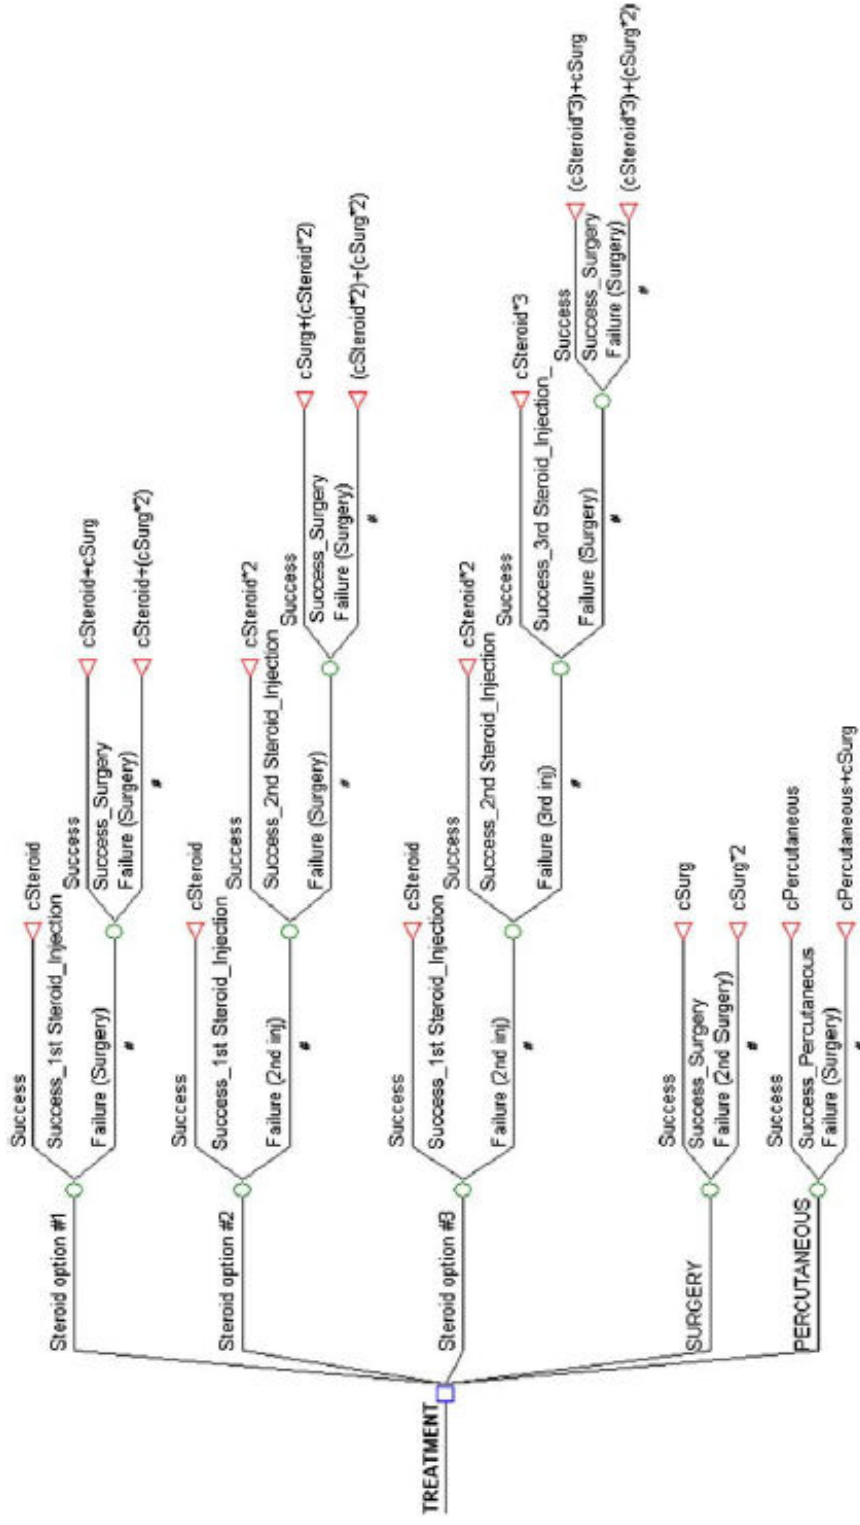 TREATMENT
Steroid option #1
Success
Success_1st Steroid_Injection
cSteroid
Failure (Surgery)
#
Success
Success_Surgery
cSteroid+cSurg
Failure (Surgery)
#
cSteroid+(cSurg*2)
Steroid option #2
Success
Success_1st Steroid_Injection
cSteroid
Failure (2nd inj)
#
Success
Success_2nd Steroid_Injection
cSteroid*2
Failure (Surgery)
#
Success
Success_Surgery
cSurg+(cSteroid*2)
Failure (Surgery)
#
(cSteroid*2)+(cSurg*2)
Steroid option #3
Success
Success_1st Steroid_Injection
cSteroid
Failure (2nd inj)
#
Success
Success_2nd Steroid_Injection
cSteroid*2
Failure (3rd inj)
#
Success
Success_3rd Steroid_Injection_
cSteroid*3
Failure (Surgery)
#
Success
Success_Surgery
(cSteroid*3)+cSurg
Failure (Surgery)
#
(cSteroid*3)+(cSurg*2)
SURGERY
Success
Success_Surgery
cSurg
Failure (2nd Surgery)
#
cSurg*2
PERCUTANEOUS
Success
Success_Percutaneous
cPercutaneous
Failure (Surgery)
#
cPercutaneous+cSurg